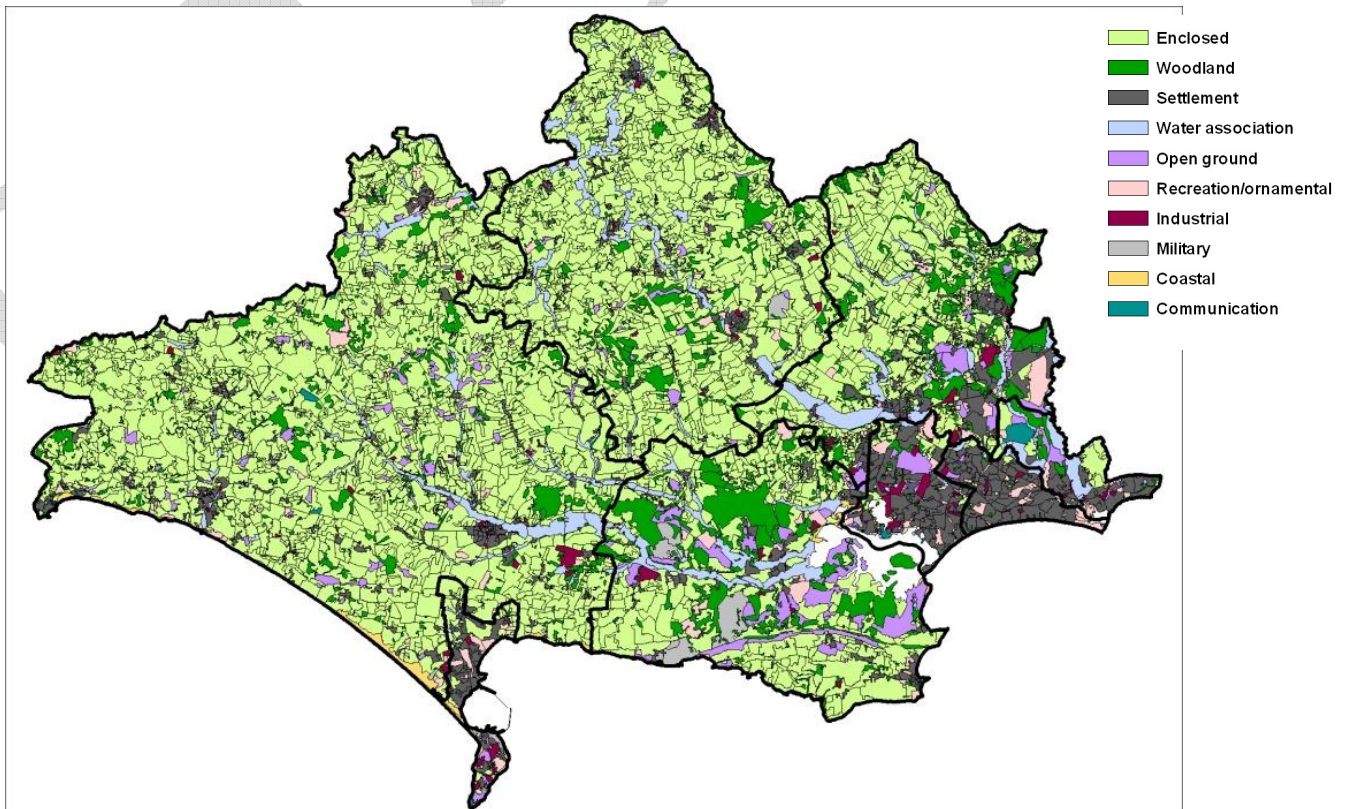 Enclosed
Woodland
Settlement
Water association
Open ground
Recreation/ornamental
Industrial
Military
Coastal
Communication